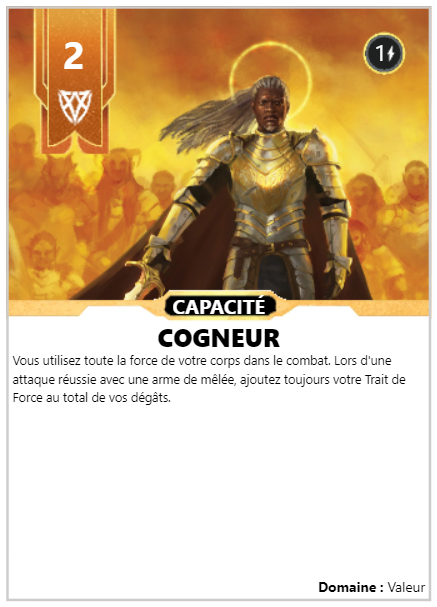 2
1
CAPACITÉ
COGNEUR
Vous utilisez toute la force de votre corps dans le combat. Lors d'une
attaque réussie avec une arme de mêlée, ajoutez toujours votre Trait de
Force au total de vos dégâts.
Domaine : Valeur